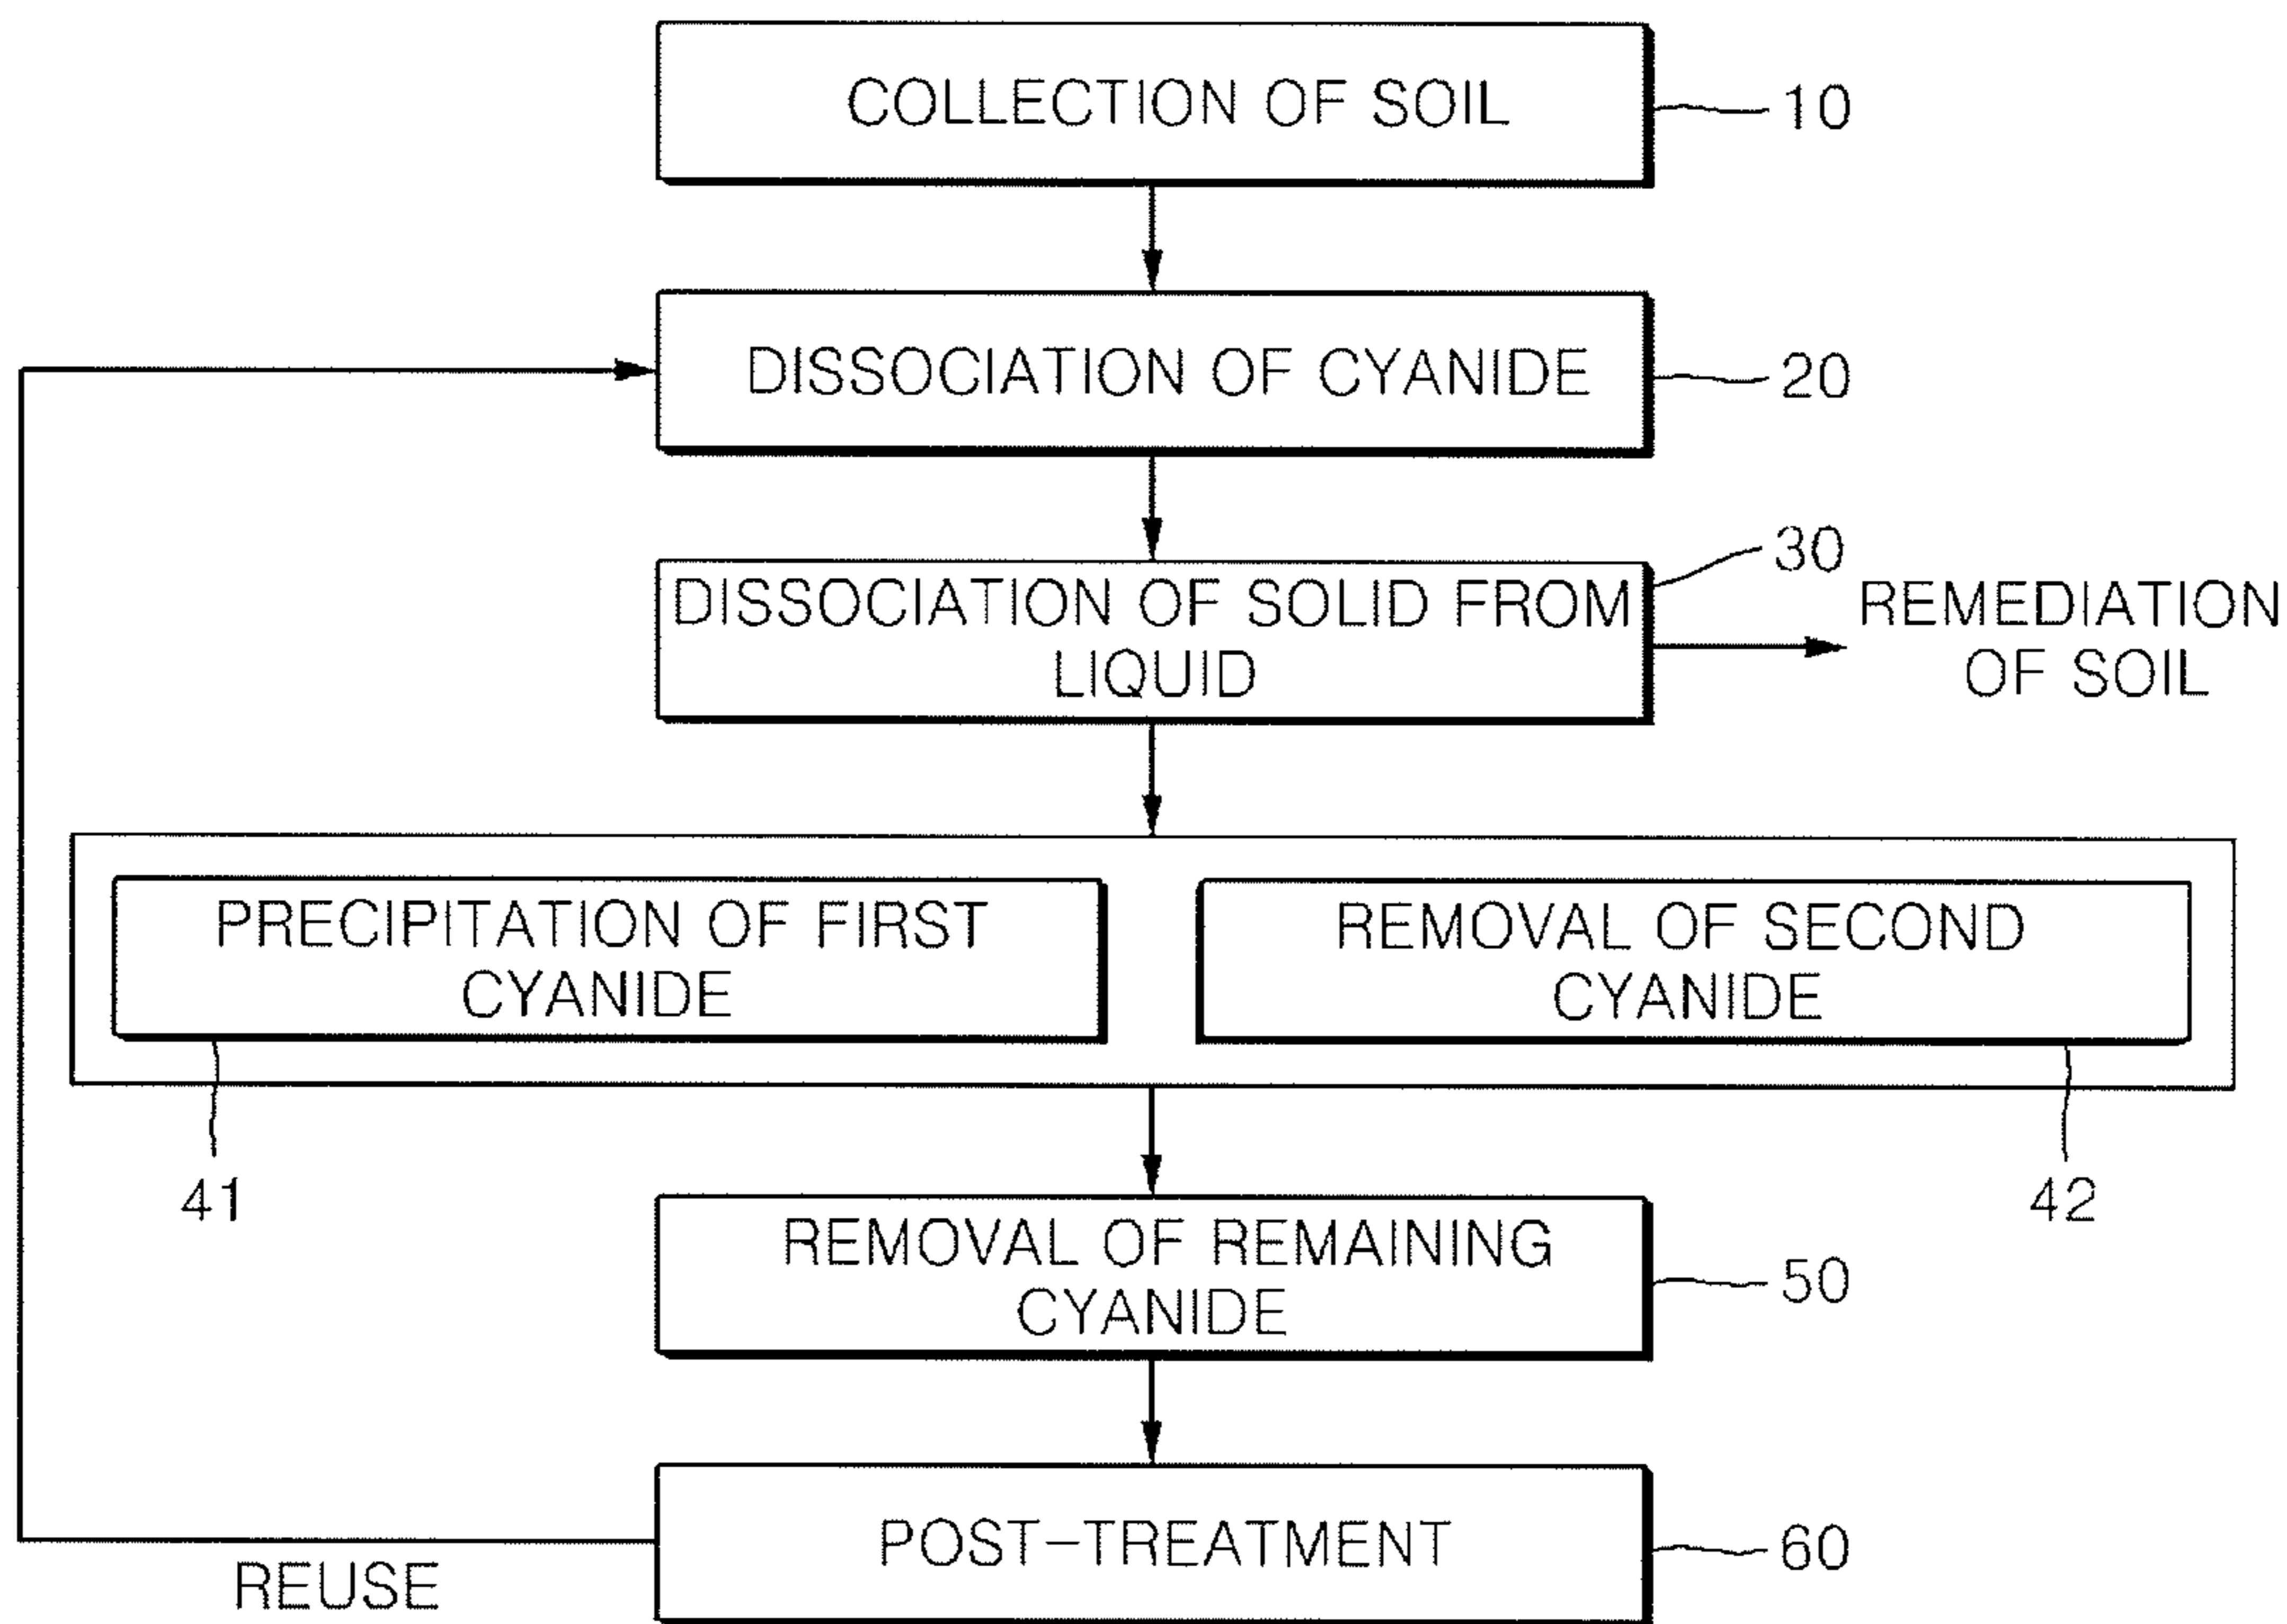 COLLECTION OF SOIL
10
DISSOCIATION OF CYANIDE
20
DISSOCIATION OF SOLID FROM
LIQUID
30
REMEDIATION
OF SOIL
PRECIPITATION OF FIRST
CYANIDE
REMOVAL OF SECOND
CYANIDE
41
42
REMOVAL OF REMAINING
CYANIDE
50
POST-TREATMENT
60
REUSE